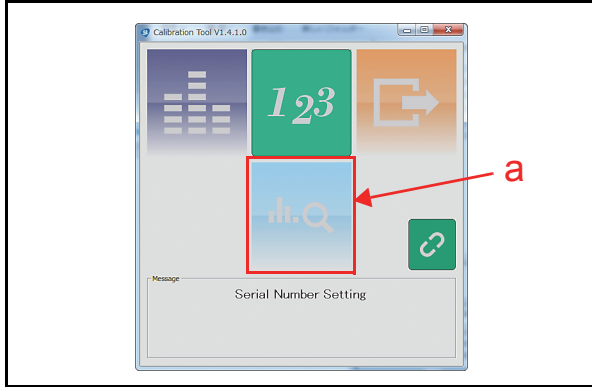 Calibration Tool V1.4.1.0
123
a
Message
Serial Number Setting